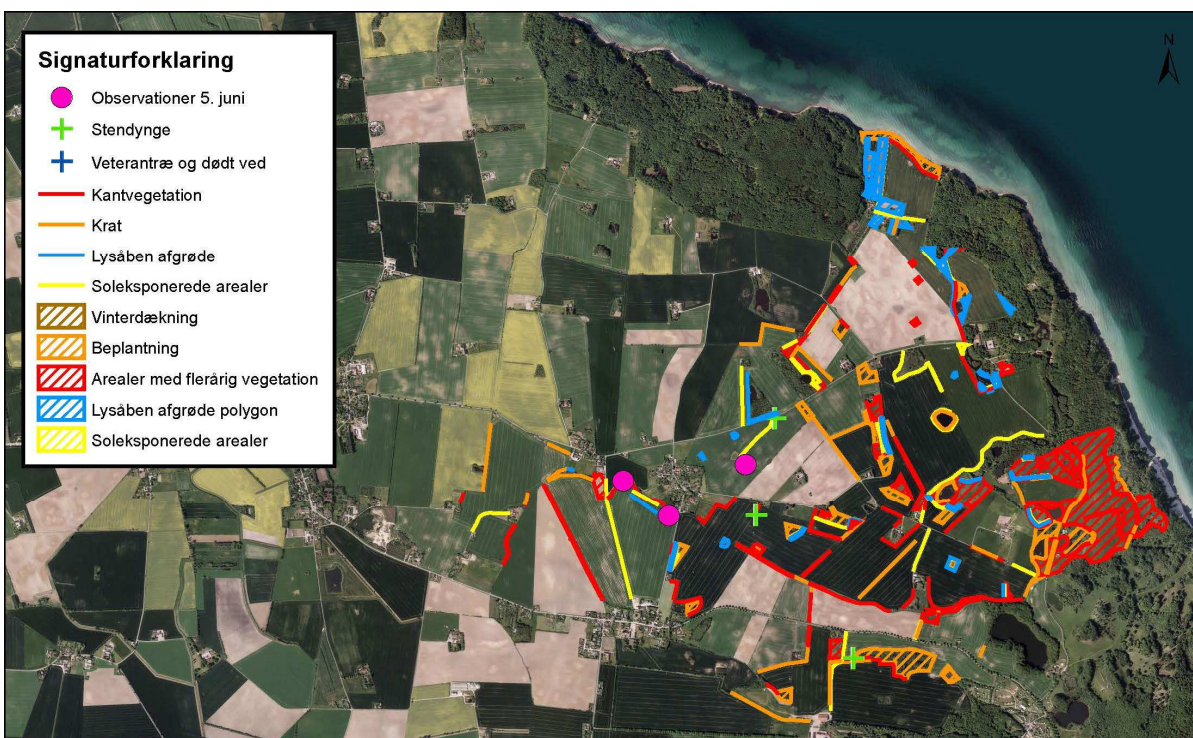 Signaturforklaring
Observationer 5. juni
Stendynge
Veterantræ og dødt ved
Kantvegetation
Krat
Lysåben afgrøde
Soleksponerede arealer
Vinterdækning
Beplantning
Arealer med flerårig vegetation
Lysåben afgrøde polygon
Soleksponerede arealer
N